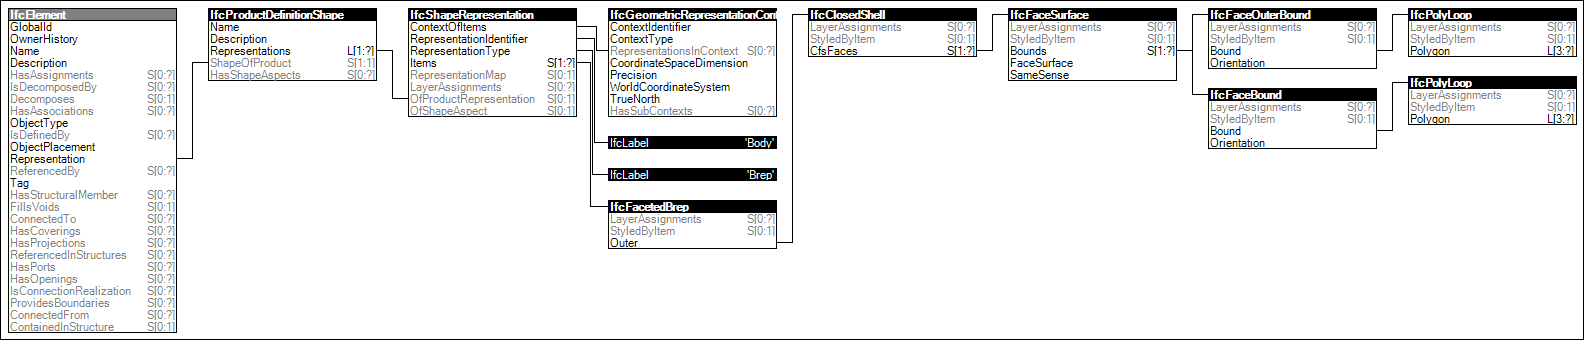 IfcElement
GlobalId
OwnerHistory
Name
Description
HasAssignments S[0:?]
IsDecomposedBy S[0:?]
Decomposes S[0:1]
HasAssociations S[0:?]
ObjectType
IsDefinedBy S[0:?]
ObjectPlacement
Representation
ReferencedBy S[0:?]
Tag
HasStructuralMember S[0:?]
FillsVoids S[0:1]
ConnectedTo S[0:?]
HasCoverings S[0:?]
HasProjections S[0:?]
ReferencedInStructures S[0:?]
HasPorts S[0:?]
HasOpenings S[0:?]
IsConnectionRealization S[0:?]
ProvidesBoundaries S[0:?]
ConnectedFrom S[0:?]
ContainedInStructure S[0:1]
IfcProductDefinitionShape
Name
Description
Representations L[1:?]
ShapeOfProduct S[1:1]
HasShapeAspects S[0:?]
IfcShapeRepresentation
ContextOfItems
RepresentationIdentifier
RepresentationType
Items S[1:?]
RepresentationMap S[0:1]
LayerAssignments S[0:?]
OfProductRepresentation S[0:1]
OfShapeAspect S[0:1]
IfcGeometricRepresentationCont
ContextIdentifier
ContextType
RepresentationsInContext S[0:?]
CoordinateSpaceDimension
Precision
WorldCoordinateSystem
TrueNorth
HasSubContexts S[0:?]
IfcLabel 'Body'
IfcLabel 'Brep'
IfcFacetedBrep
LayerAssignments S[0:?]
StyledByItem S[0:1]
Outer
IfcClosedShell
LayerAssignments S[0:?]
StyledByItem S[0:1]
CfsFaces S[1:?]
IfcFaceSurface
LayerAssignments S[0:?]
StyledByItem S[0:1]
Bounds S[1:?]
FaceSurface
SameSense
IfcFaceOuterBound
LayerAssignments S[0:?]
StyledByItem S[0:1]
Bound
Orientation
IfcFaceBound
LayerAssignments S[0:?]
StyledByItem S[0:1]
Bound
Orientation
IfcPolyLoop
LayerAssignments S[0:?]
StyledByItem S[0:1]
Polygon L[3:?]
IfcPolyLoop
LayerAssignments S[0:?]
StyledByItem S[0:1]
Polygon L[3:?]